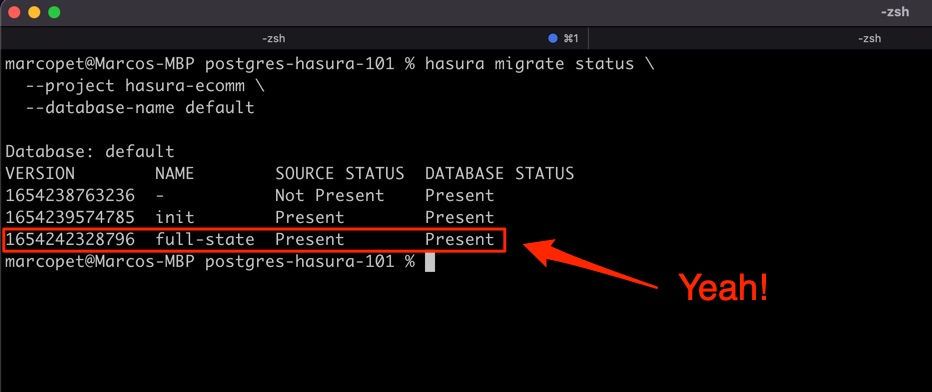 -zsh
-zsh ⌘1 -zsh
marcopet@Marcos-MBP postgres-hasura-101 % hasura migrate status \
--project hasura-ecomm \
--database-name default
Database: default
VERSION NAME SOURCE STATUS DATABASE STATUS
1654238763236 - Not Present Present
1654239574785 init Present Present
1654242328796 full-state Present Present
marcopet@Marcos-MBP postgres-hasura-101 %
Yeah!